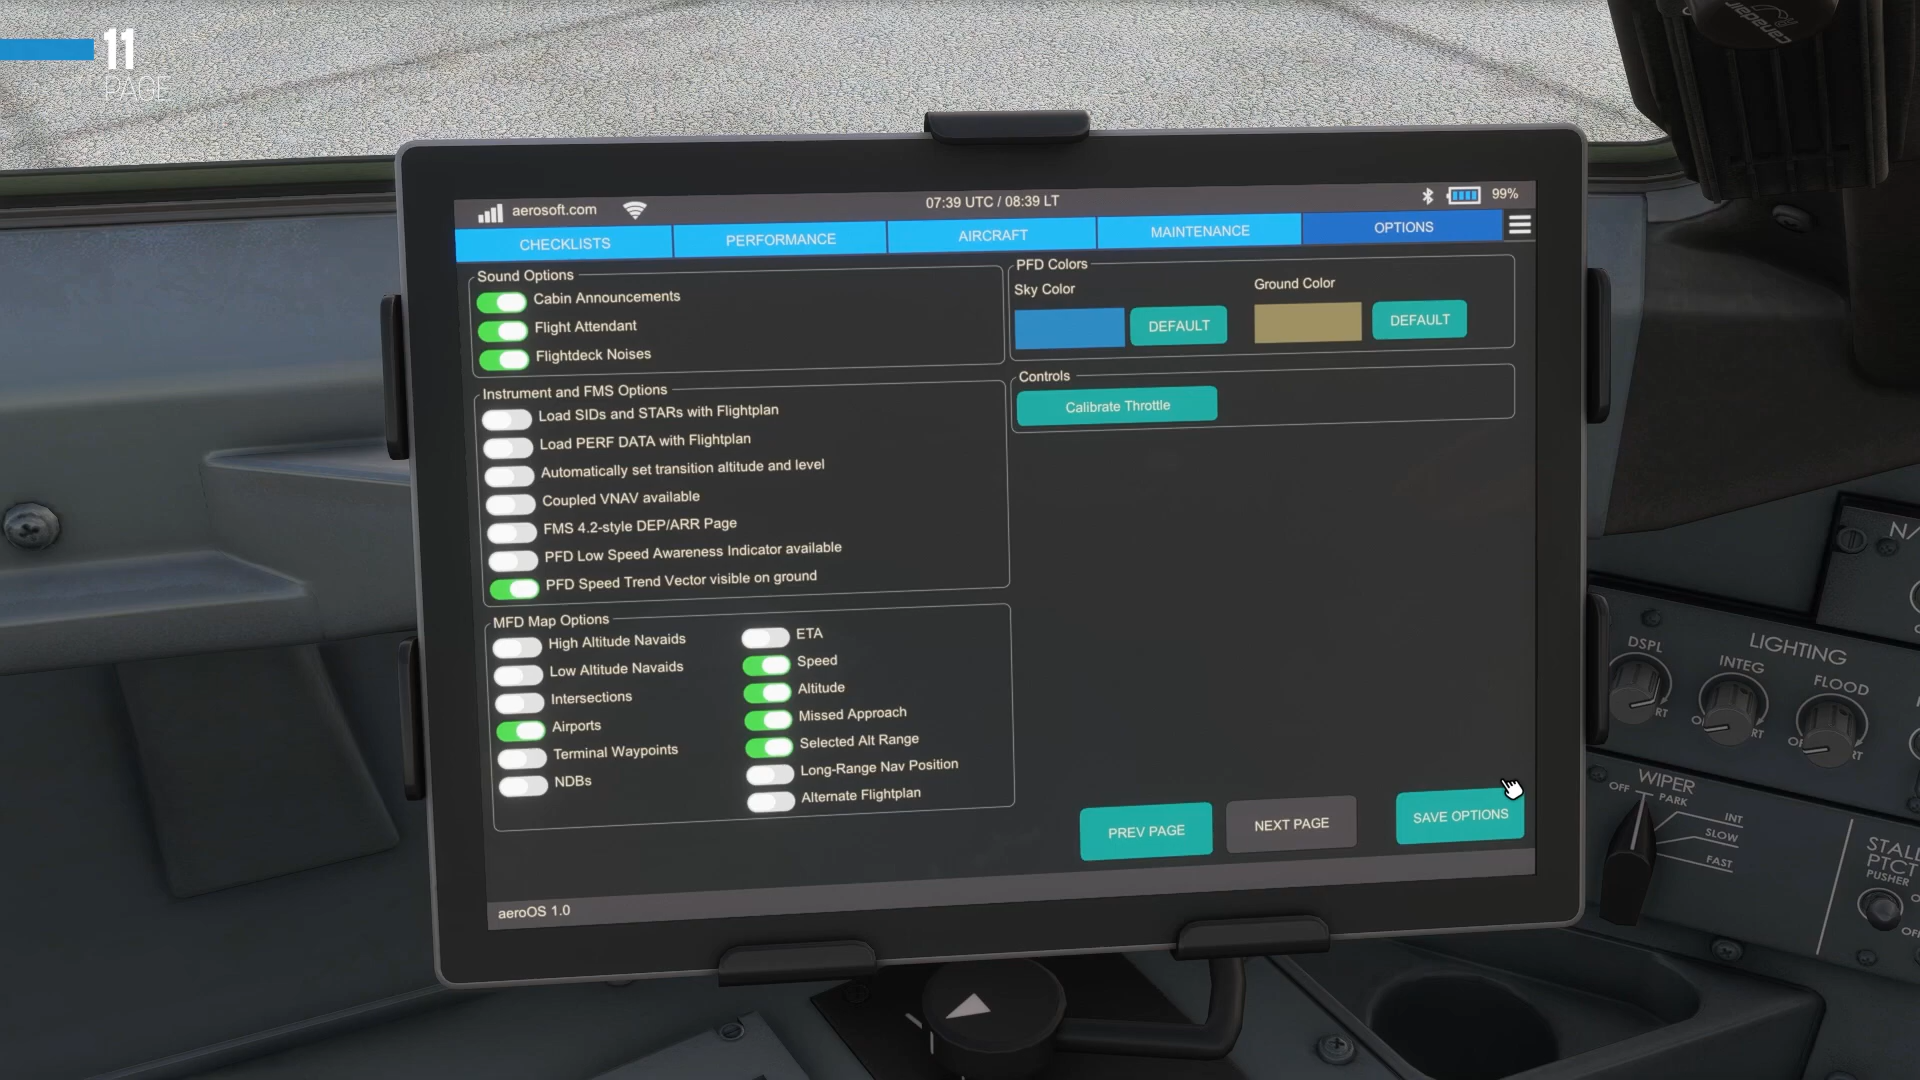 11
PAGE
canadair
aerosoft.com
07:39 UTC / 08:39 LT
99%
CHECKLISTS
PERFORMANCE
AIRCRAFT
MAINTENANCE
OPTIONS
Sound Options
Cabin Announcements
Flight Attendant
Flightdeck Noises
Instrument and FMS Options
Load SIDs and STARs with Flightplan
Load PERF DATA with Flightplan
Automatically set transition altitude and level
Coupled VNAV available
FMS 4.2-style DEP/ARR Page
PFD Low Speed Awareness Indicator available
PFD Speed Trend Vector visible on ground
MFD Map Options
High Altitude Navaids
Low Altitude Navaids
Intersections
Airports
Terminal Waypoints
NDBs
ETA
Speed
Altitude
Missed Approach
Selected Alt Range
Long-Range Nav Position
Alternate Flightplan
PFD Colors
Sky Color
DEFAULT
Ground Color
DEFAULT
Controls
Calibrate Throttle
PREV PAGE
NEXT PAGE
SAVE OPTIONS
aeroOS 1.0
N/
LIGHTING
DSPL
INTEG
FLOOD
BRT
WIPER
OFF
PARK
INT
SLOW
FAST
STALL
PTCT
PUSHER